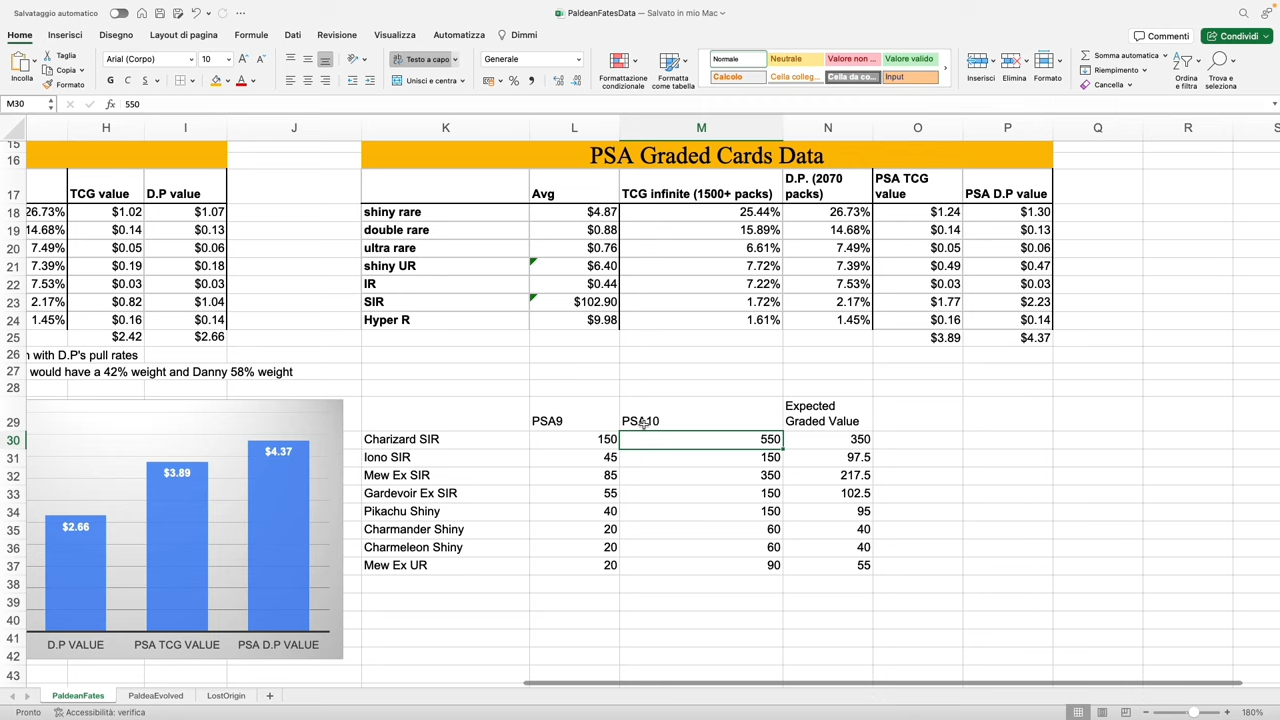 Salvataggio automatico
PaldeanFatesData — Salvato in mio Mac
Home Inserisci Disegno Layout di pagina Formule Dati Revisione Visualizza Automatizza Dimmi Commenti Condividi
Incolla Taglia Copia Formato
Arial (Corpo) 10 A A
G C S A
Testo a capo
Unisci e centra
Generale
Formattazione condizionale
Formatta come tabella
Normale Neutrale Valore non ... Valore valido
Calcolo Cella colleg... Cella da co... Input
Inserisci Elimina Formato
Somma automatica
Riempimento
Cancella
Ordina e filtra
Trova e seleziona
M30 fx 550
H I J K L M N O P Q R S
15
16 PSA Graded Cards Data
17 TCG value D.P value Avg TCG infinite (1500+ packs) D.P. (2070 packs) PSA TCG value PSA D.P value
18 26.73% $1.02 $1.07 shiny rare $4.87 25.44% 26.73% $1.24 $1.30
19 14.68% $0.14 $0.13 double rare $0.88 15.89% 14.68% $0.14 $0.13
20 7.49% $0.05 $0.06 ultra rare $0.76 6.61% 7.49% $0.05 $0.06
21 7.39% $0.19 $0.18 shiny UR $6.40 7.72% 7.39% $0.49 $0.47
22 7.53% $0.03 $0.03 IR $0.44 7.22% 7.53% $0.03 $0.03
23 2.17% $0.82 $1.04 SIR $102.90 1.72% 2.17% $1.77 $2.23
24 1.45% $0.16 $0.14 Hyper R $9.98 1.61% 1.45% $0.16 $0.14
25 $2.42 $2.66 $3.89 $4.37
26 with D.P's pull rates
27 would have a 42% weight and Danny 58% weight
28
29 PSA9 PSA10 Expected Graded Value
30 Charizard SIR 150 550 350
31 Iono SIR 45 150 97.5
32 Mew Ex SIR 85 350 217.5
33 Gardevoir Ex SIR 55 150 102.5
34 Pikachu Shiny 40 150 95
35 Charmander Shiny 20 60 40
36 Charmeleon Shiny 20 60 40
37 Mew Ex UR 20 90 55
38
39
40
41
42
43
$2.66 $3.89 $4.37
D.P VALUE PSA TCG VALUE PSA D.P VALUE
PaldeanFates PaldeaEvolved LostOrigin +
Pronto Accessibilità: verifica 180%